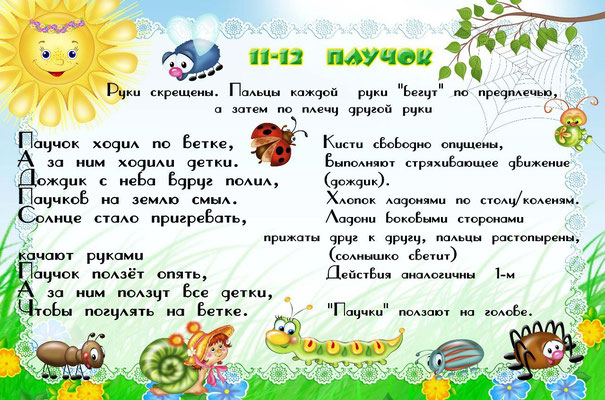 11-12 ПАУЧОК
Руки скрещены. Пальцы каждой руки "бегут" по предплечью,
а затем по плечу другой руки
Паучок ходил по ветке, Кисти свободно опущены,
А за ним ходили детки. Выполняют стряхивающее движение
Дождик с неба вдруг полил, (дождик).
Паучков на землю смыл. Хлопок ладонями по столу/коленям.
Солнце стало пригревать, Ладони боковыми сторонами
прижаты друг к другу, пальцы растопырены,
качают руками (солнышко светит)
Паучок ползёт опять, Действия аналогичны 1-м
А за ним ползут все детки,
Чтобы погулять на ветке. "Паучки" ползают на голове.